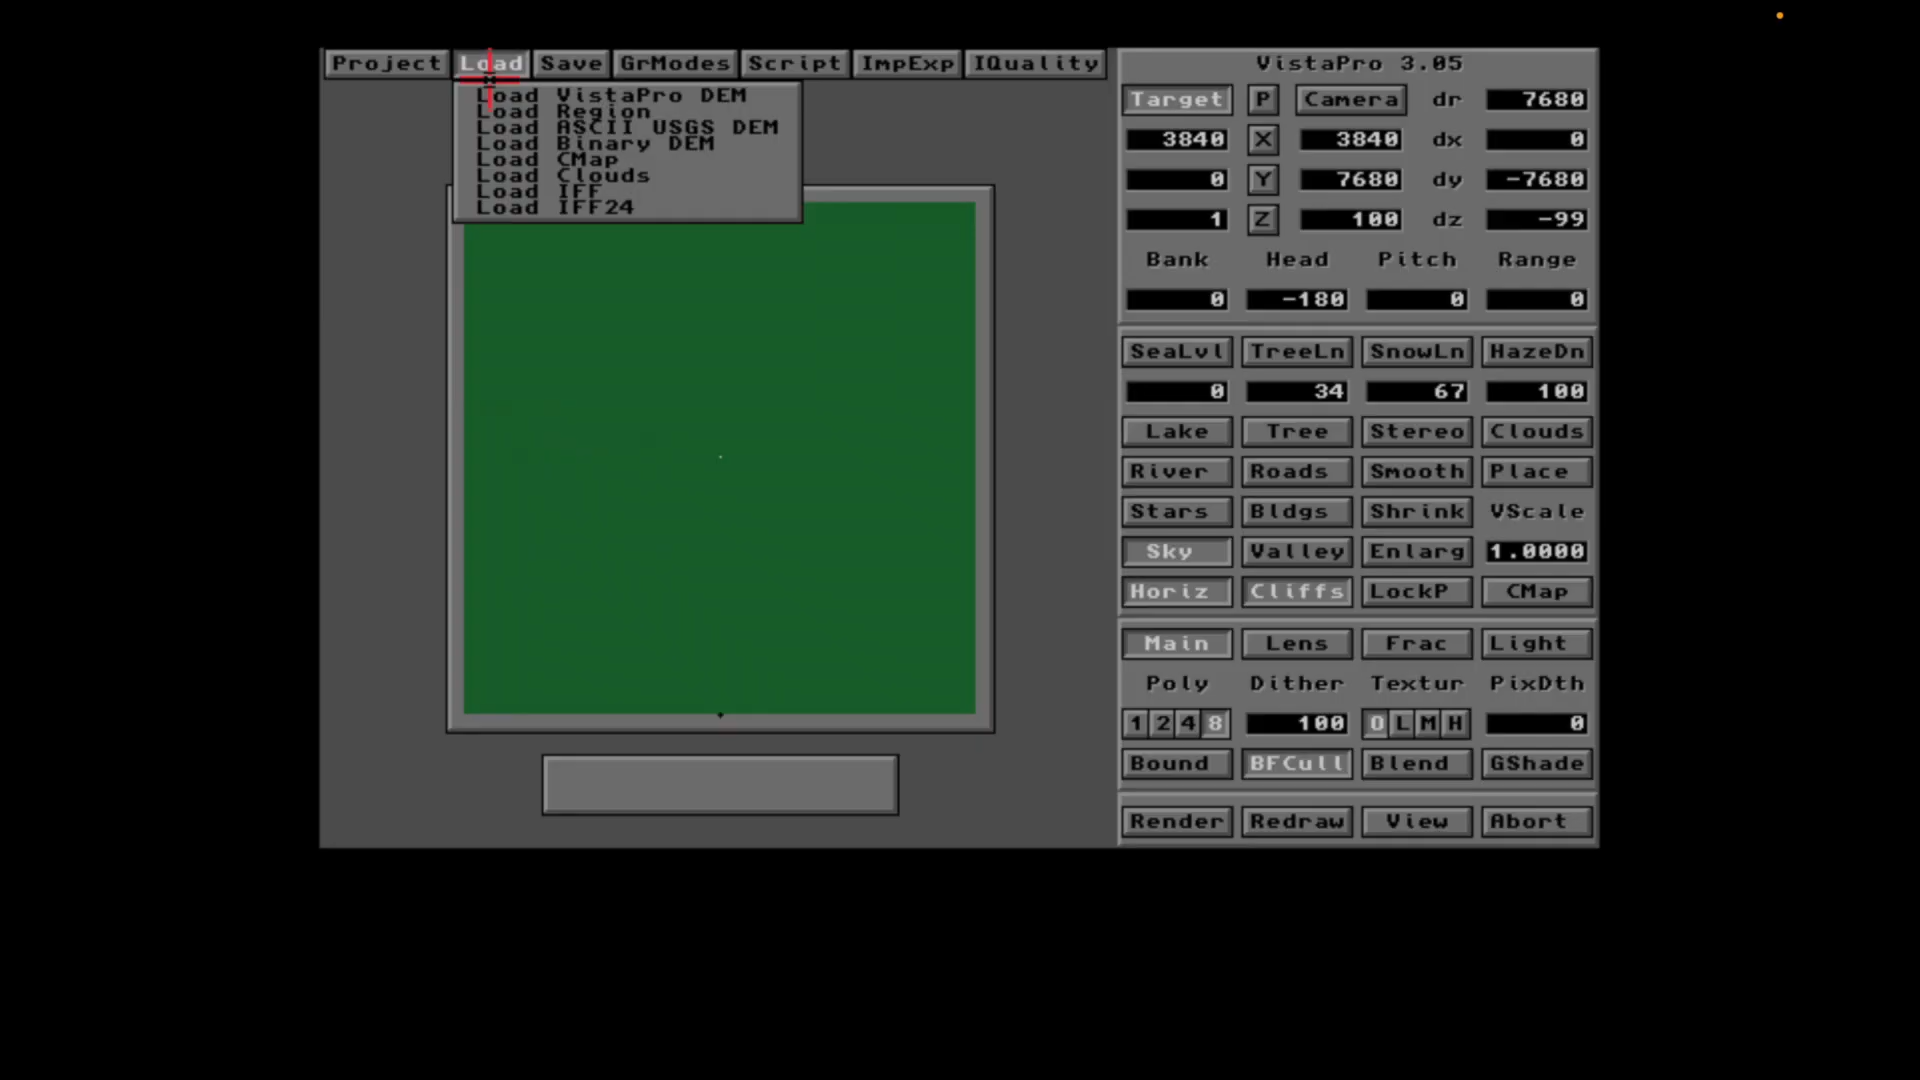 Project Load Save GrModes Script ImpExp IQuality
Load VistaPro DEM
Load Region
Load ASCII USGS DEM
Load Binary DEM
Load CMap
Load Clouds
Load IFF
Load IFF24
VistaPro 3.05
Target P Camera dr 7680
3840 X 3840 dx 0
0 Y 7680 dy -7680
1 Z 100 dz -99
Bank Head Pitch Range
0 -180 0 0
SeaLvl TreeLn SnowLn HazeDn
0 34 67 100
Lake Tree Stereo Clouds
River Roads Smooth Place
Stars Bldgs Shrink VScale
Sky Valley Enlarg 1.0000
Horiz Cliffs LockP CMap
Main Lens Frac Light
Poly Dither Textur PixDth
1 2 4 8 100 O L M H 0
Bound BFCull Blend GShade
Render Redraw View Abort